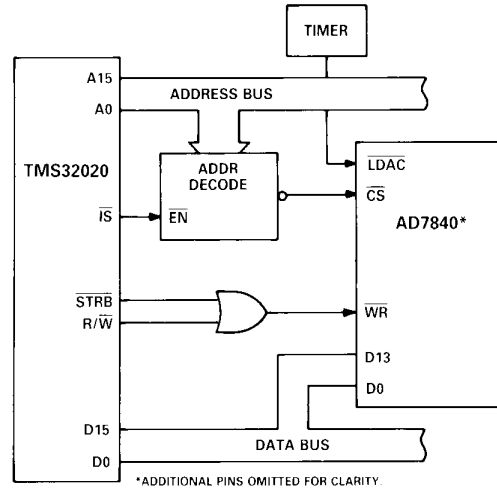 TIMER
A15
ADDRESS BUS
A0
TMS32020
ADDR
DECODE
LDAC
CS
IS
EN
AD7840*
STRB
R/W
WR
D13
D0
D15
DATA BUS
D0
*ADDITIONAL PINS OMITTED FOR CLARITY.